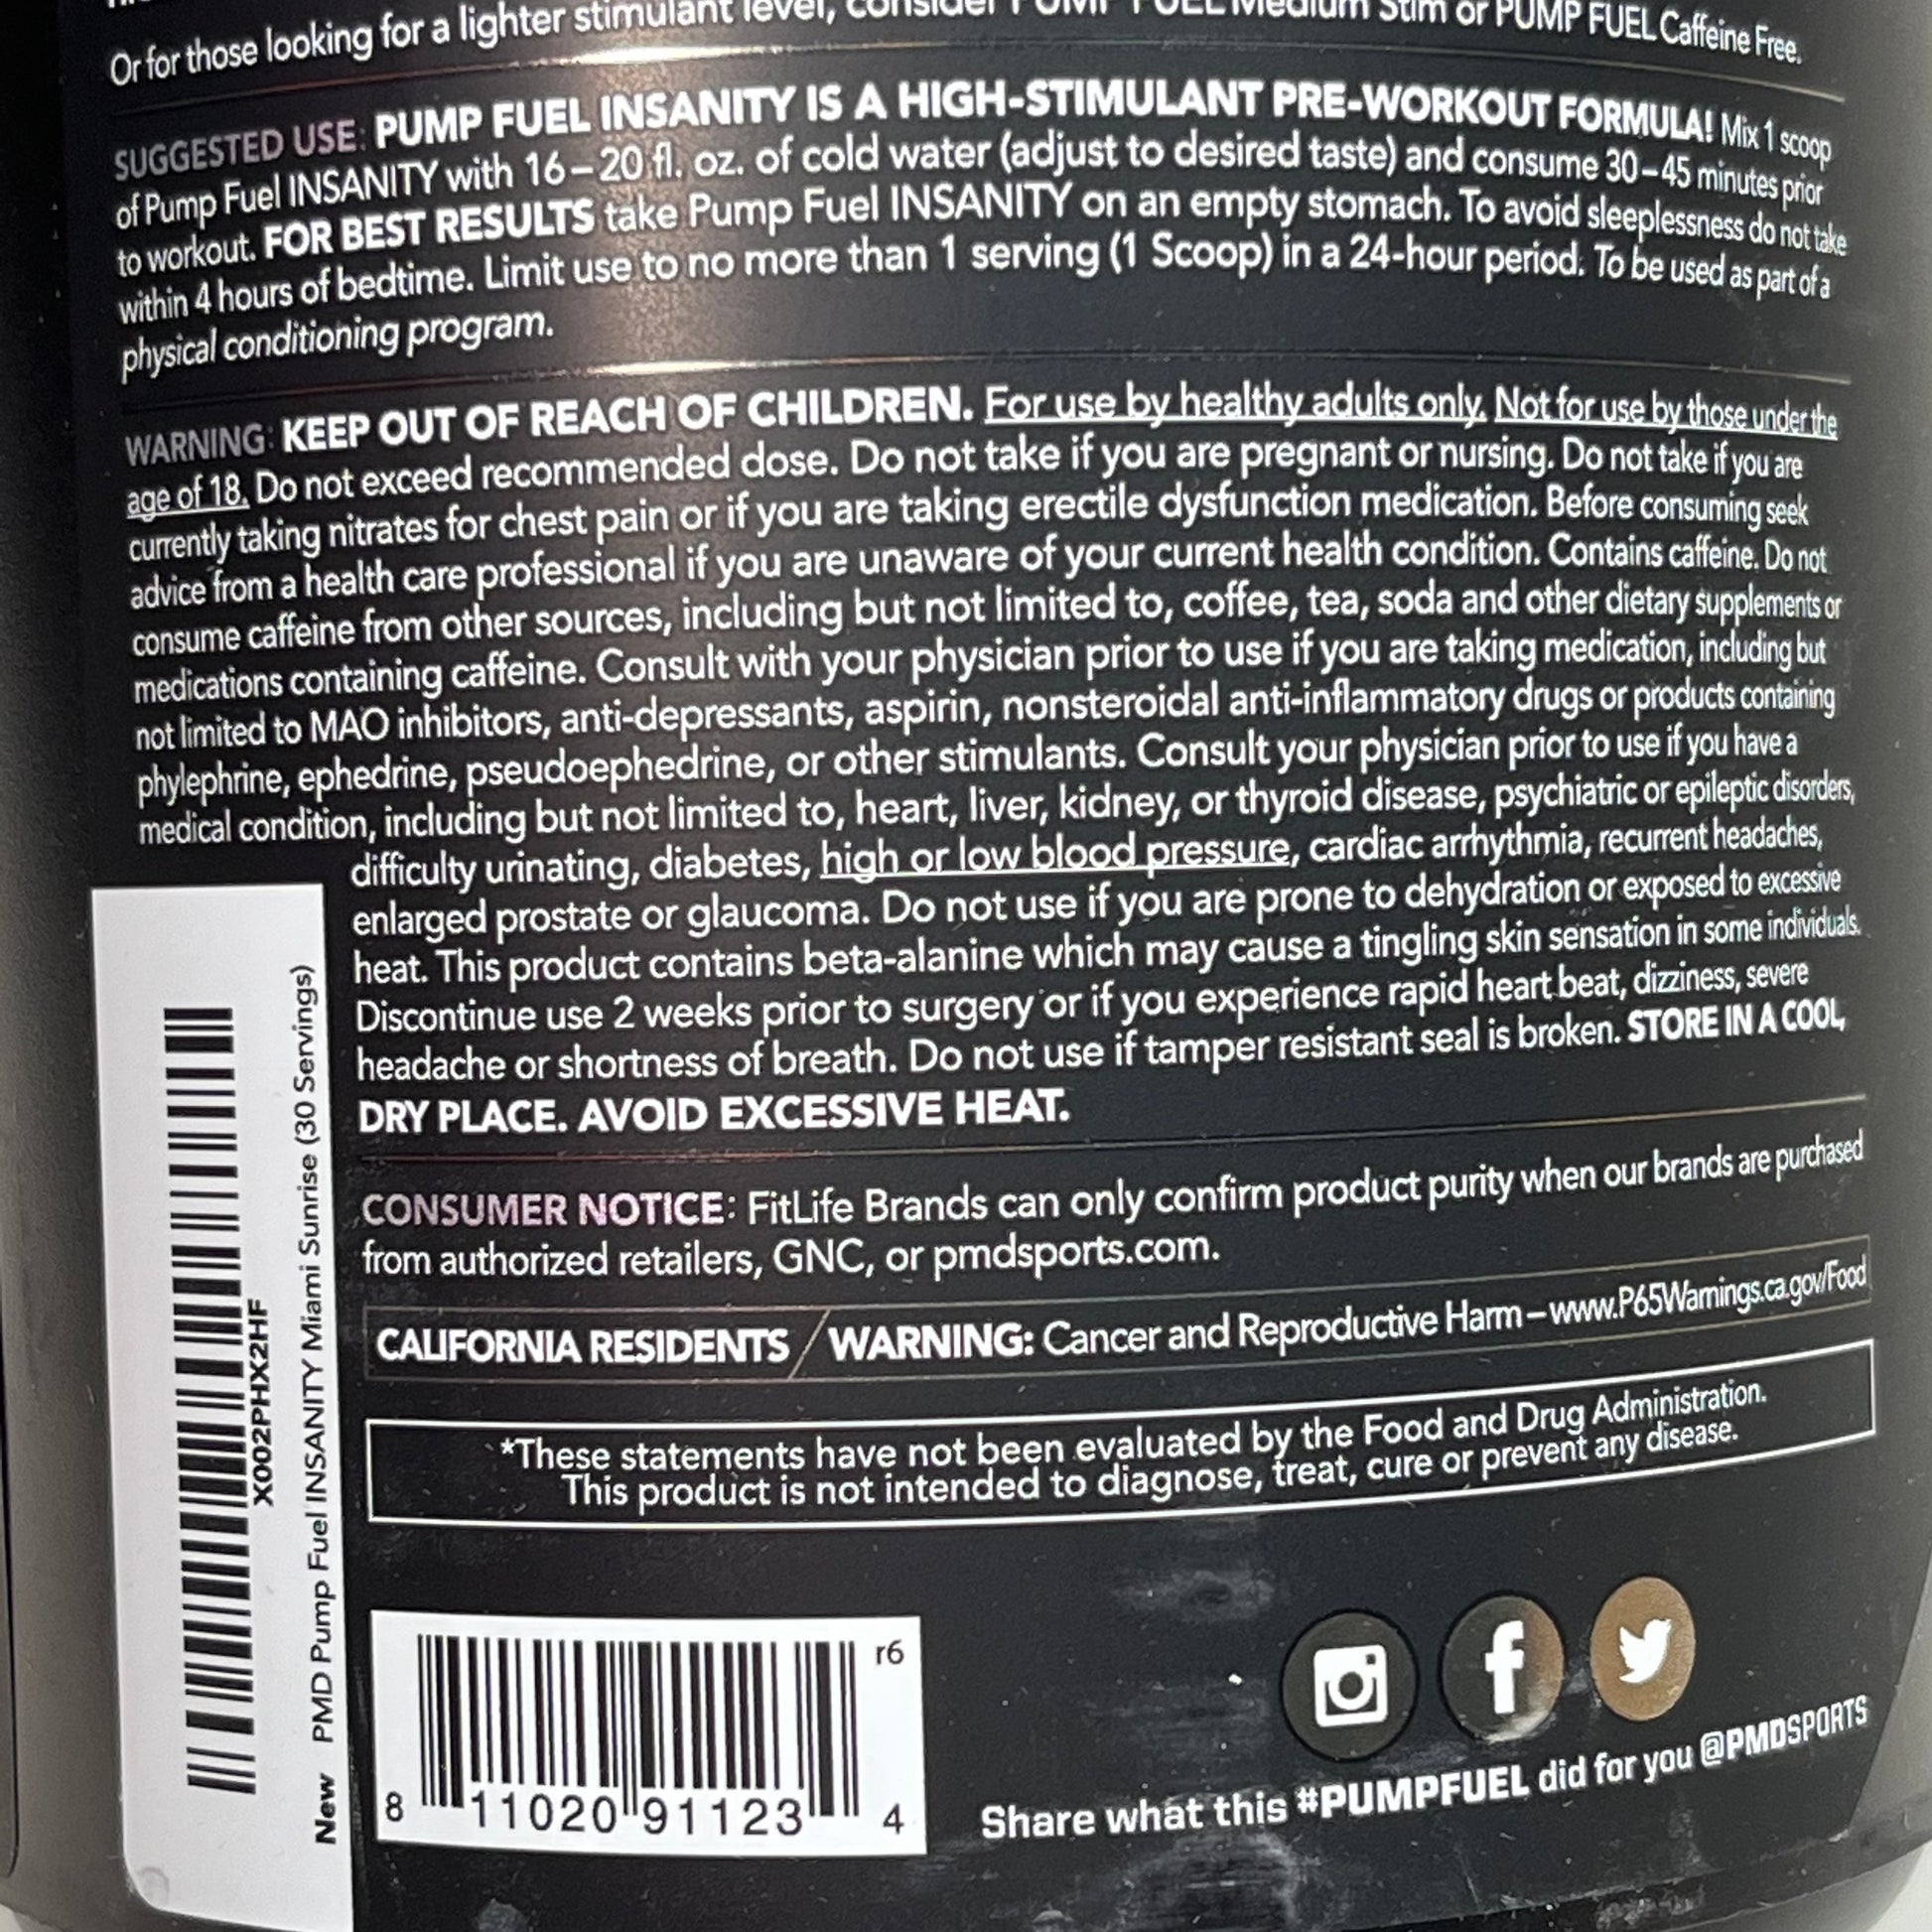 Or for those looking for a lighter stimulant level, consider PUMP FUEL Medium Stim or PUMP FUEL Caffeine Free.
SUGGESTED USE: PUMP FUEL INSANITY IS A HIGH-STIMULANT PRE-WORKOUT FORMULA! Mix 1 scoop
of Pump Fuel INSANITY with 16–20 fl. oz. of cold water (adjust to desired taste) and consume 30–45 minutes prior
to workout. FOR BEST RESULTS take Pump Fuel INSANITY on an empty stomach. To avoid sleeplessness do not take
within 4 hours of bedtime. Limit use to no more than 1 serving (1 Scoop) in a 24-hour period. To be used as part of a
physical conditioning program.
WARNING: KEEP OUT OF REACH OF CHILDREN. For use by healthy adults only. Not for use by those under the
age of 18. Do not exceed recommended dose. Do not take if you are pregnant or nursing. Do not take if you are
currently taking nitrates for chest pain or if you are taking erectile dysfunction medication. Before consuming seek
advice from a health care professional if you are unaware of your current health condition. Contains caffeine. Do not
consume caffeine from other sources, including but not limited to, coffee, tea, soda and other dietary supplements or
medications containing caffeine. Consult with your physician prior to use if you are taking medication, including but
not limited to MAO inhibitors, anti-depressants, aspirin, nonsteroidal anti-inflammatory drugs or products containing
phylephrine, ephedrine, pseudoephedrine, or other stimulants. Consult your physician prior to use if you have a
medical condition, including but not limited to, heart, liver, kidney, or thyroid disease, psychiatric or epileptic disorders,
difficulty urinating, diabetes, high or low blood pressure, cardiac arrhythmia, recurrent headaches,
enlarged prostate or glaucoma. Do not use if you are prone to dehydration or exposed to excessive
heat. This product contains beta-alanine which may cause a tingling skin sensation in some individuals.
Discontinue use 2 weeks prior to surgery or if you experience rapid heart beat, dizziness, severe
headache or shortness of breath. Do not use if tamper resistant seal is broken. STORE IN A COOL,
DRY PLACE. AVOID EXCESSIVE HEAT.
CONSUMER NOTICE: FitLife Brands can only confirm product purity when our brands are purchased
from authorized retailers, GNC, or pmdsports.com.
CALIFORNIA RESIDENTS / WARNING: Cancer and Reproductive Harm – www.P65Warnings.ca.gov/Food
*These statements have not been evaluated by the Food and Drug Administration.
This product is not intended to diagnose, treat, cure or prevent any disease.
X002PHX2HF
New PMD Pump Fuel INSANITY Miami Sunrise (30 Servings)
r6
8 11020 91123 4
Share what this #PUMPFUEL did for you @PMDSPORTS